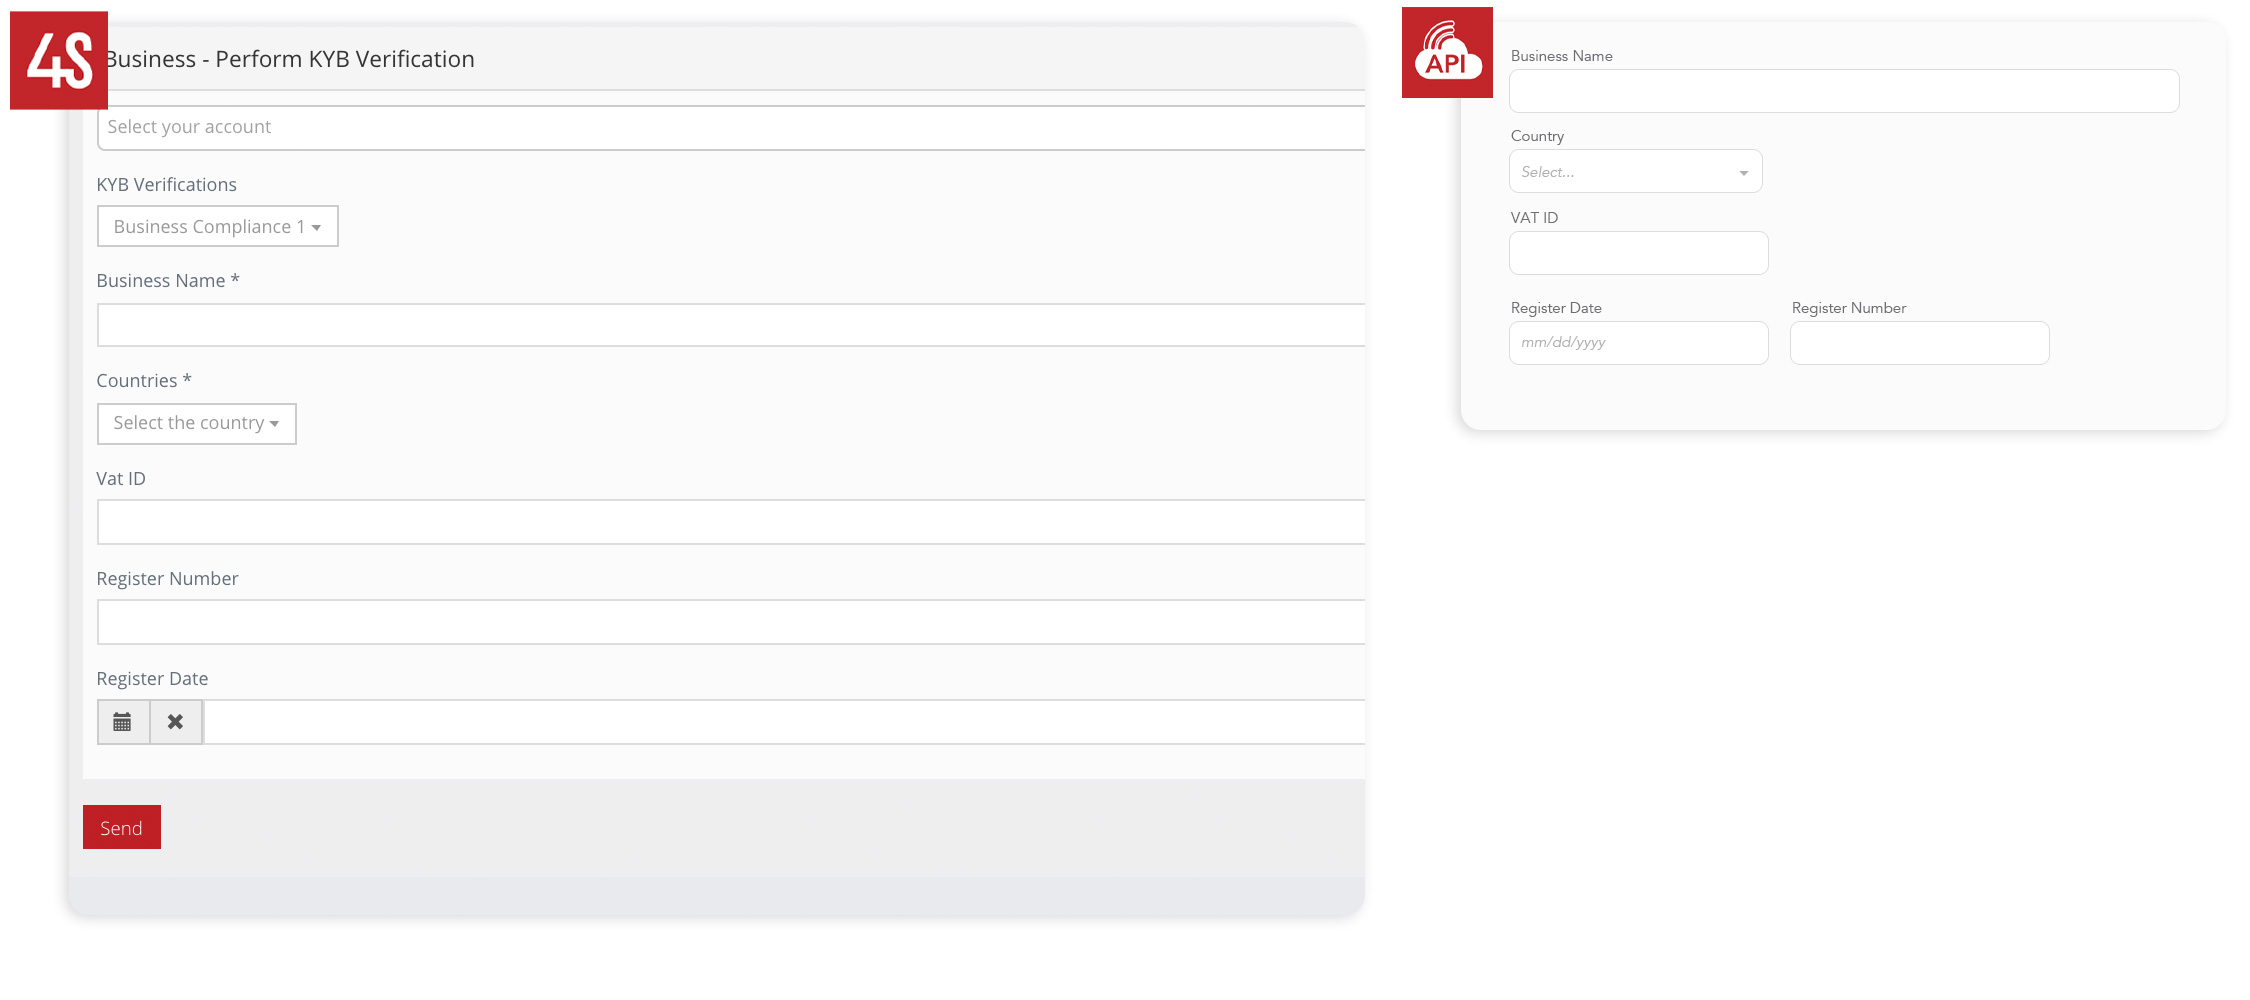 4S
Business - Perform KYB Verification
Select your account
KYB Verifications
Business Compliance 1
Business Name *
Countries *
Select the country
Vat ID
Register Number
Register Date
Send
API
Business Name
Country
Select...
VAT ID
Register Date
Register Number
mm/dd/yyyy